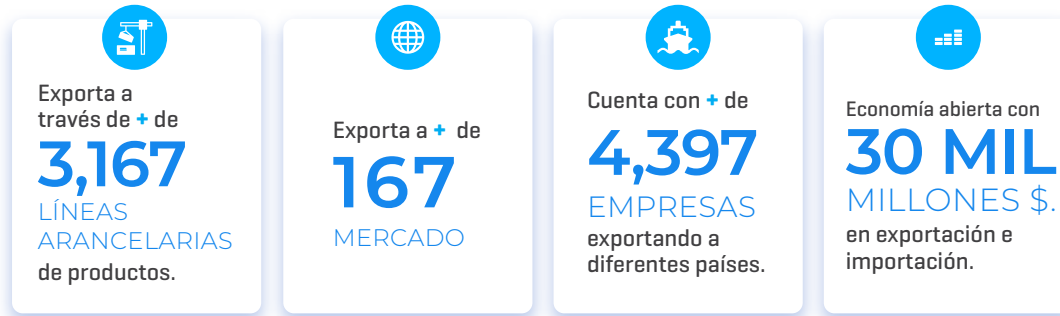 Exporta a
través de + de
3,167
LÍNEAS
ARANCELARIAS
de productos.
Exporta a + de
167
MERCADO
Cuenta con + de
4,397
EMPRESAS
exportando a
diferentes países.
Economía abierta con
30 MIL
MILLONES $.
en exportación e
importación.